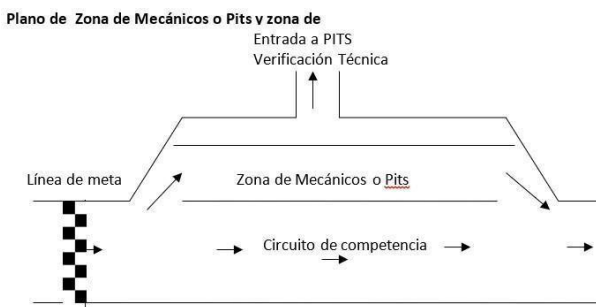 Plano de Zona de Mecánicos o Pits y zona de
Entrada a PITS
Verificación Técnica
Línea de meta
Zona de Mecánicos o Pits
Circuito de competencia